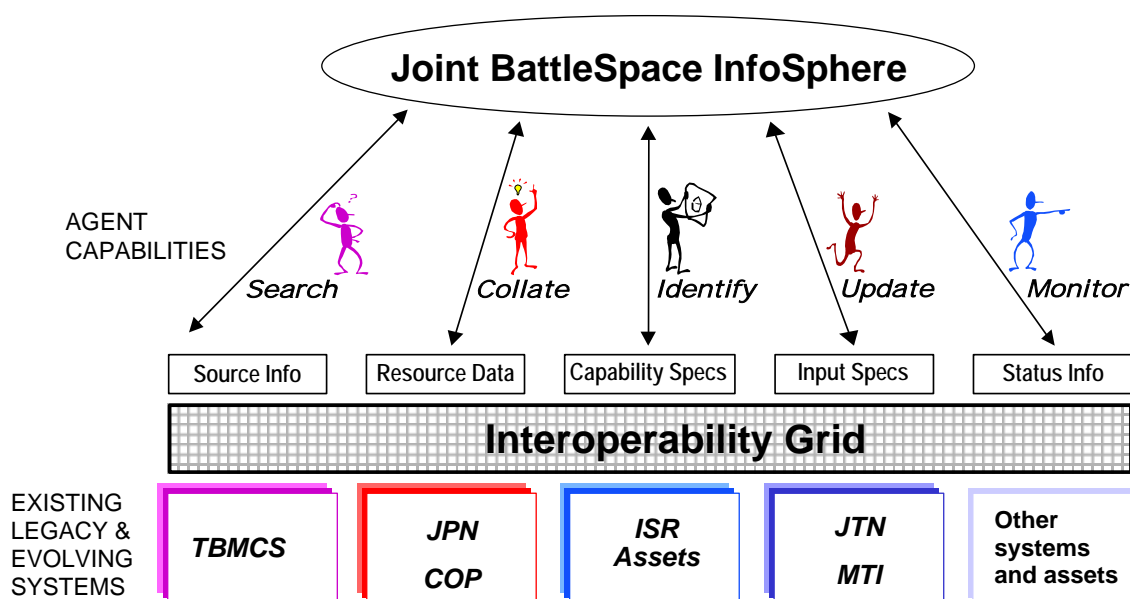 Joint BattleSpace InfoSphere
AGENT
CAPABILITIES
?
Search
Collate
Identify
Update
Monitor
Source Info
Resource Data
Capability Specs
Input Specs
Status Info
Interoperability Grid
EXISTING
LEGACY &
EVOLVING
SYSTEMS
TBMCS
JPN
COP
ISR
Assets
JTN
MTI
Other
systems
and assets